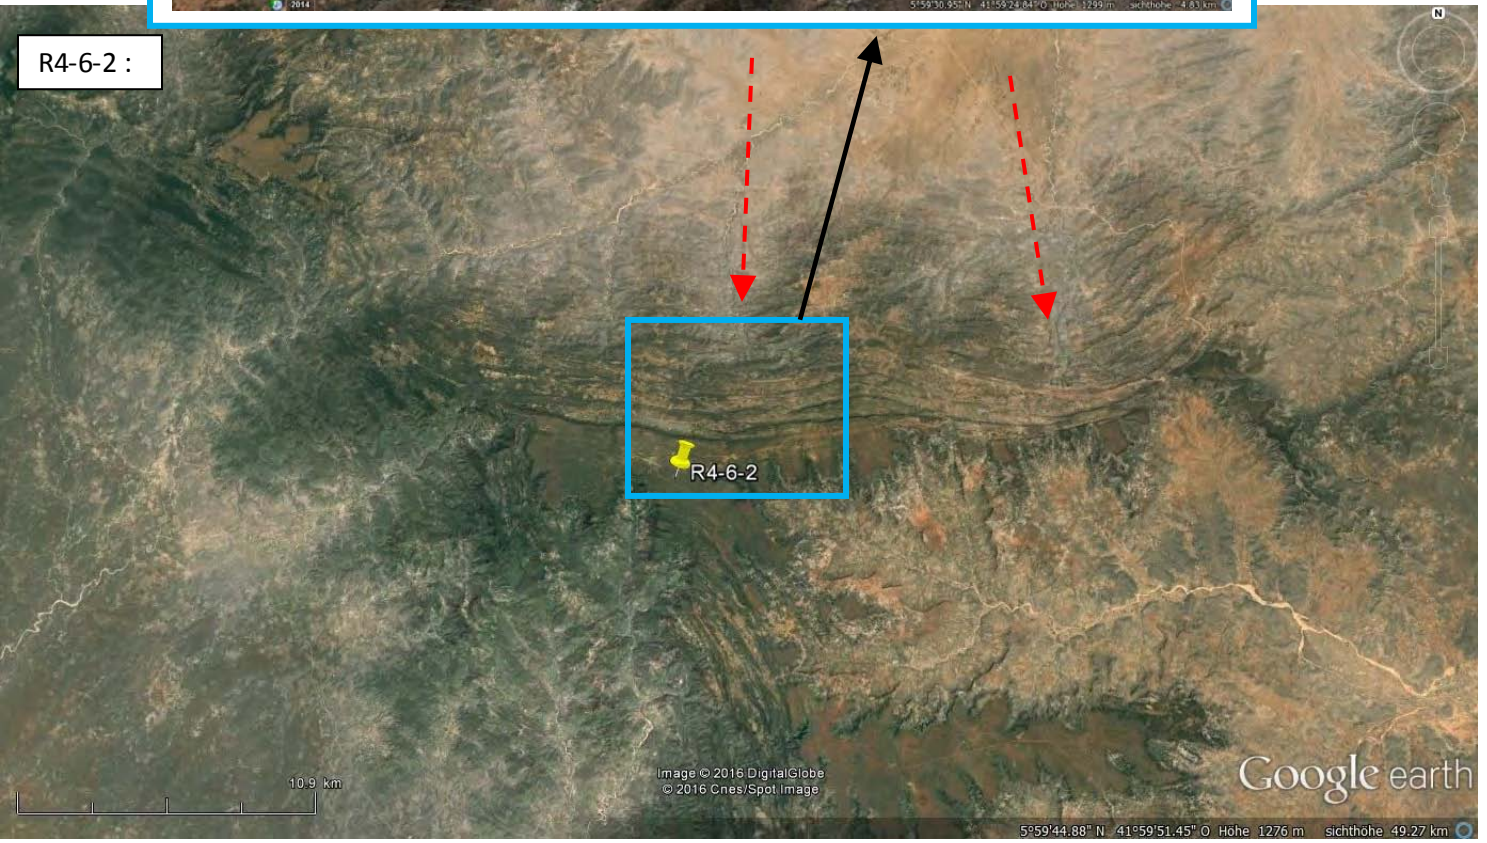 2014 5°59'30.95" N 41°59'24.84" O Höhe 1299 m sichthöhe 4.83 km
N
R4-6-2 :
R4-6-2
10,9 km
Image © 2016 DigitalGlobe
© 2016 Cnes/Spot Image
Google earth
5°59'44.88" N 41°59'51.45" O Höhe 1276 m sichthöhe 49.27 km